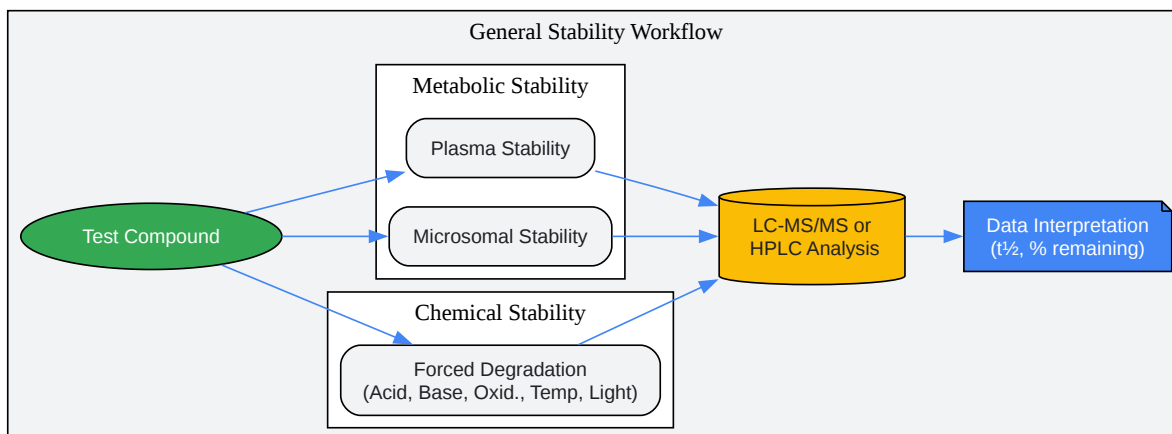 General Stability Workflow
Metabolic Stability
Plasma Stability
Test Compound
Microsomal Stability
LC-MS/MS or
HPLC Analysis
Data Interpretation
(t½, % remaining)
Chemical Stability
Forced Degradation
(Acid, Base, Oxid., Temp, Light)